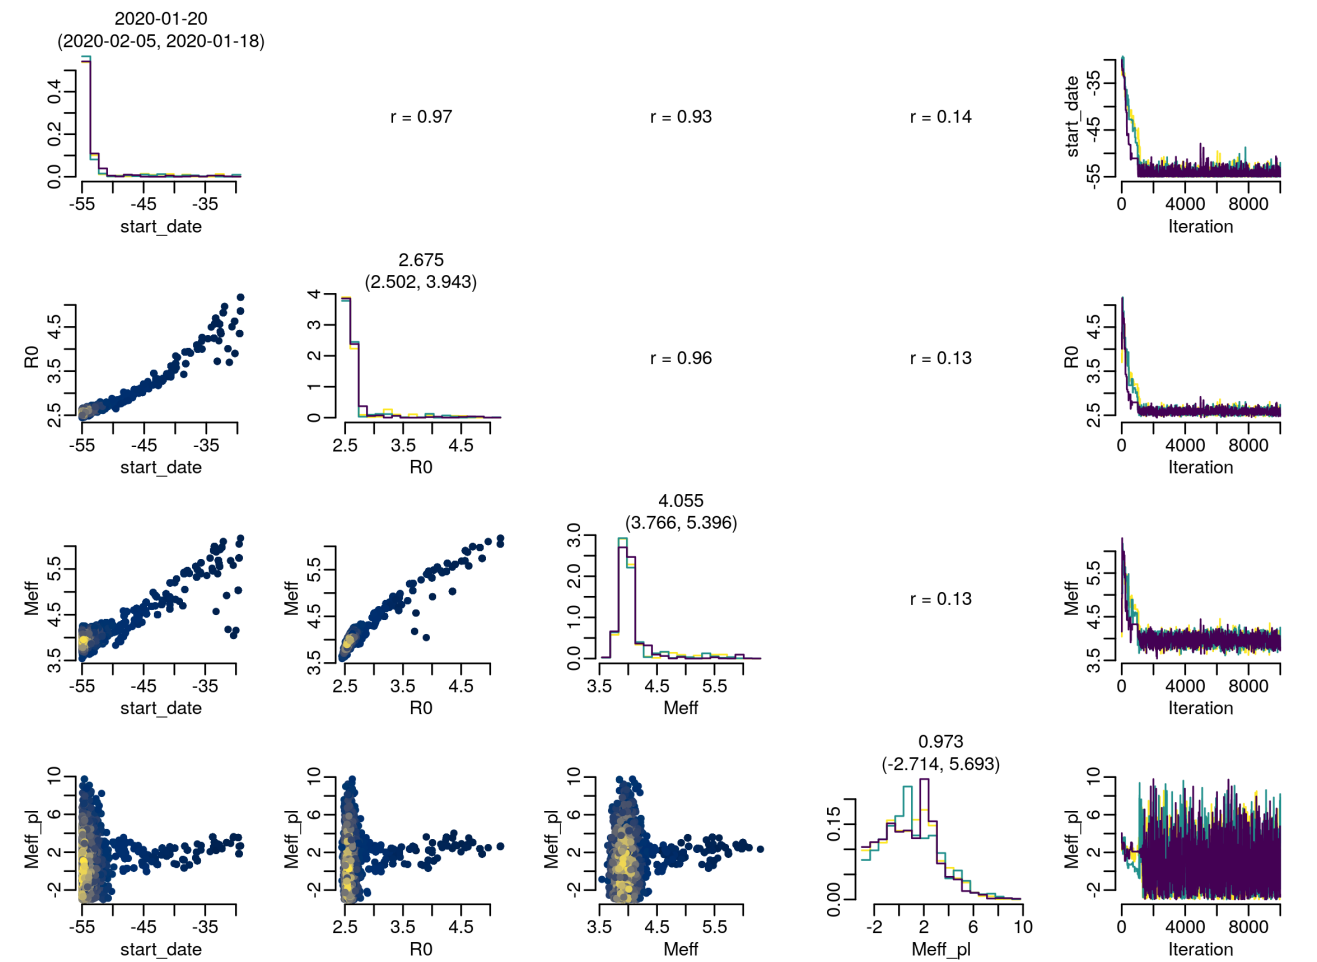 2020-01-20
(2020-02-05, 2020-01-18)
0.0 0.2 0.4
-55 -45 -35
start_date
r = 0.97
r = 0.93
r = 0.14
start_date
-55 -45 -35
0 4000 8000
Iteration
R0
2.5 3.5 4.5
-55 -45 -35
start_date
2.675
(2.502, 3.943)
0 1 2 3 4
2.5 3.5 4.5
R0
r = 0.96
r = 0.13
R0
2.5 3.5 4.5
0 4000 8000
Iteration
Meff
3.5 4.5 5.5
-55 -45 -35
start_date
Meff
3.5 4.5 5.5
2.5 3.5 4.5
R0
4.055
(3.766, 5.396)
0.0 1.0 2.0 3.0
3.5 4.5 5.5
Meff
r = 0.13
Meff
3.5 4.5 5.5
0 4000 8000
Iteration
Meff_pl
-2 2 6 10
-55 -45 -35
start_date
Meff_pl
-2 2 6 10
2.5 3.5 4.5
R0
Meff_pl
-2 2 6 10
3.5 4.5 5.5
Meff
0.973
(-2.714, 5.693)
0.00 0.15
-2 2 6 10
Meff_pl
Meff_pl
-2 2 6 10
0 4000 8000
Iteration